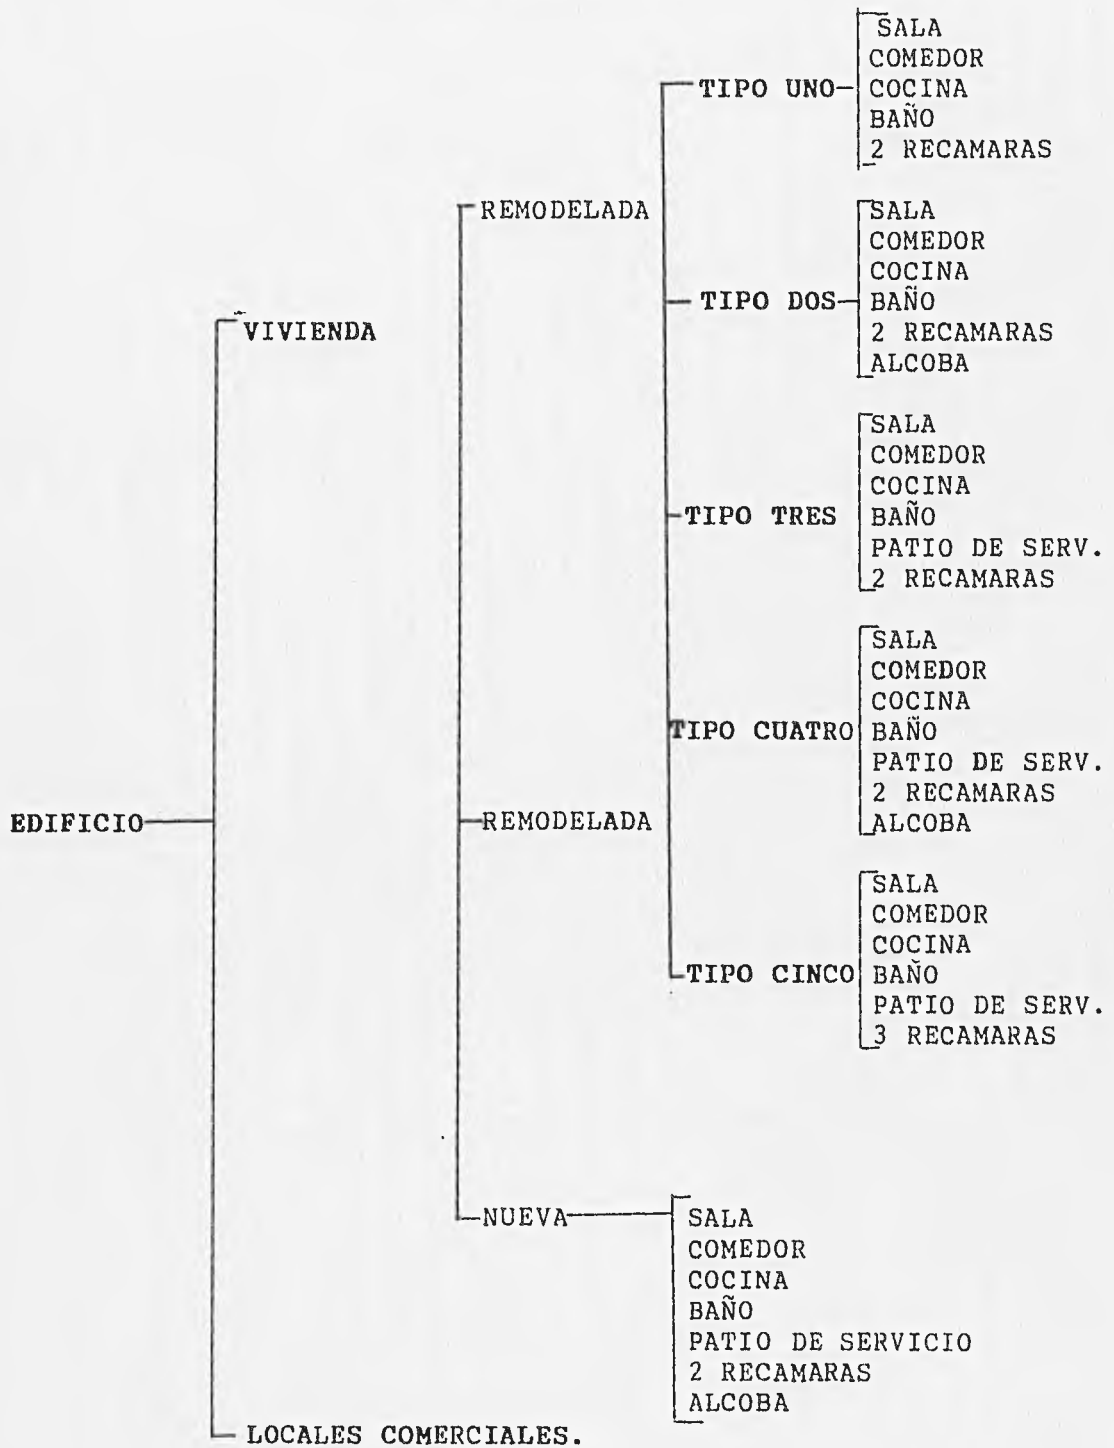 EDIFICIO
VIVIENDA
REMODELADA
TIPO UNO
SALA
COMEDOR
COCINA
BAÑO
2 RECAMARAS
TIPO DOS
SALA
COMEDOR
COCINA
BAÑO
2 RECAMARAS
ALCOBA
TIPO TRES
SALA
COMEDOR
COCINA
BAÑO
PATIO DE SERV.
2 RECAMARAS
TIPO CUATRO
SALA
COMEDOR
COCINA
BAÑO
PATIO DE SERV.
2 RECAMARAS
ALCOBA
REMODELADA
TIPO CINCO
SALA
COMEDOR
COCINA
BAÑO
PATIO DE SERV.
3 RECAMARAS
NUEVA
SALA
COMEDOR
COCINA
BAÑO
PATIO DE SERVICIO
2 RECAMARAS
ALCOBA
LOCALES COMERCIALES.